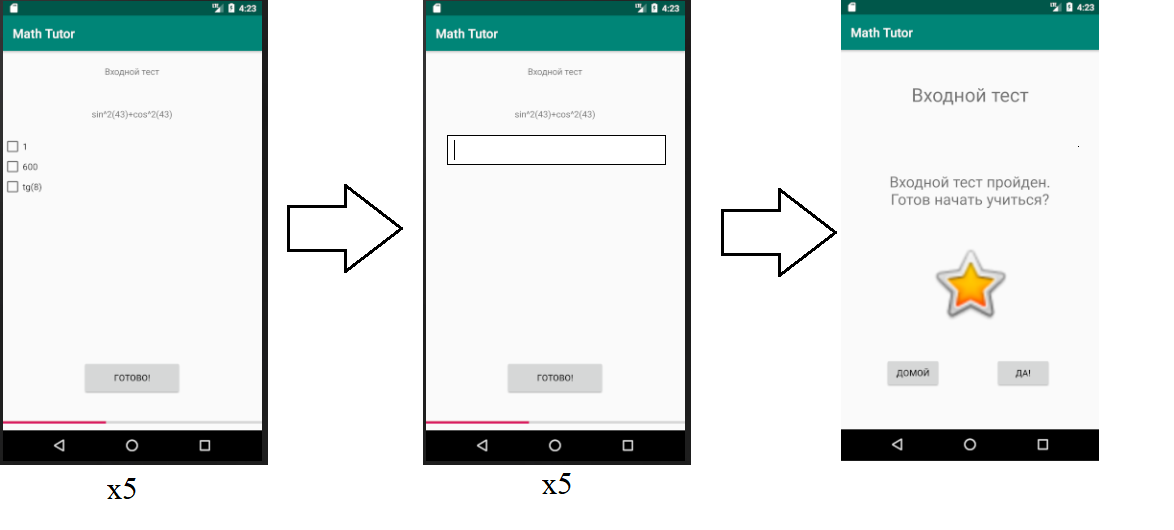 4:23
Math Tutor
Входной тест
sin^2(43)+cos^2(43)
1
600
tg(8)
ГОТОВО!
x5
4:23
Math Tutor
Входной тест
sin^2(43)+cos^2(43)
ГОТОВО!
x5
4:23
Math Tutor
Входной тест
Входной тест пройден.
Готов начать учиться?
ДОМОЙ
ДА!